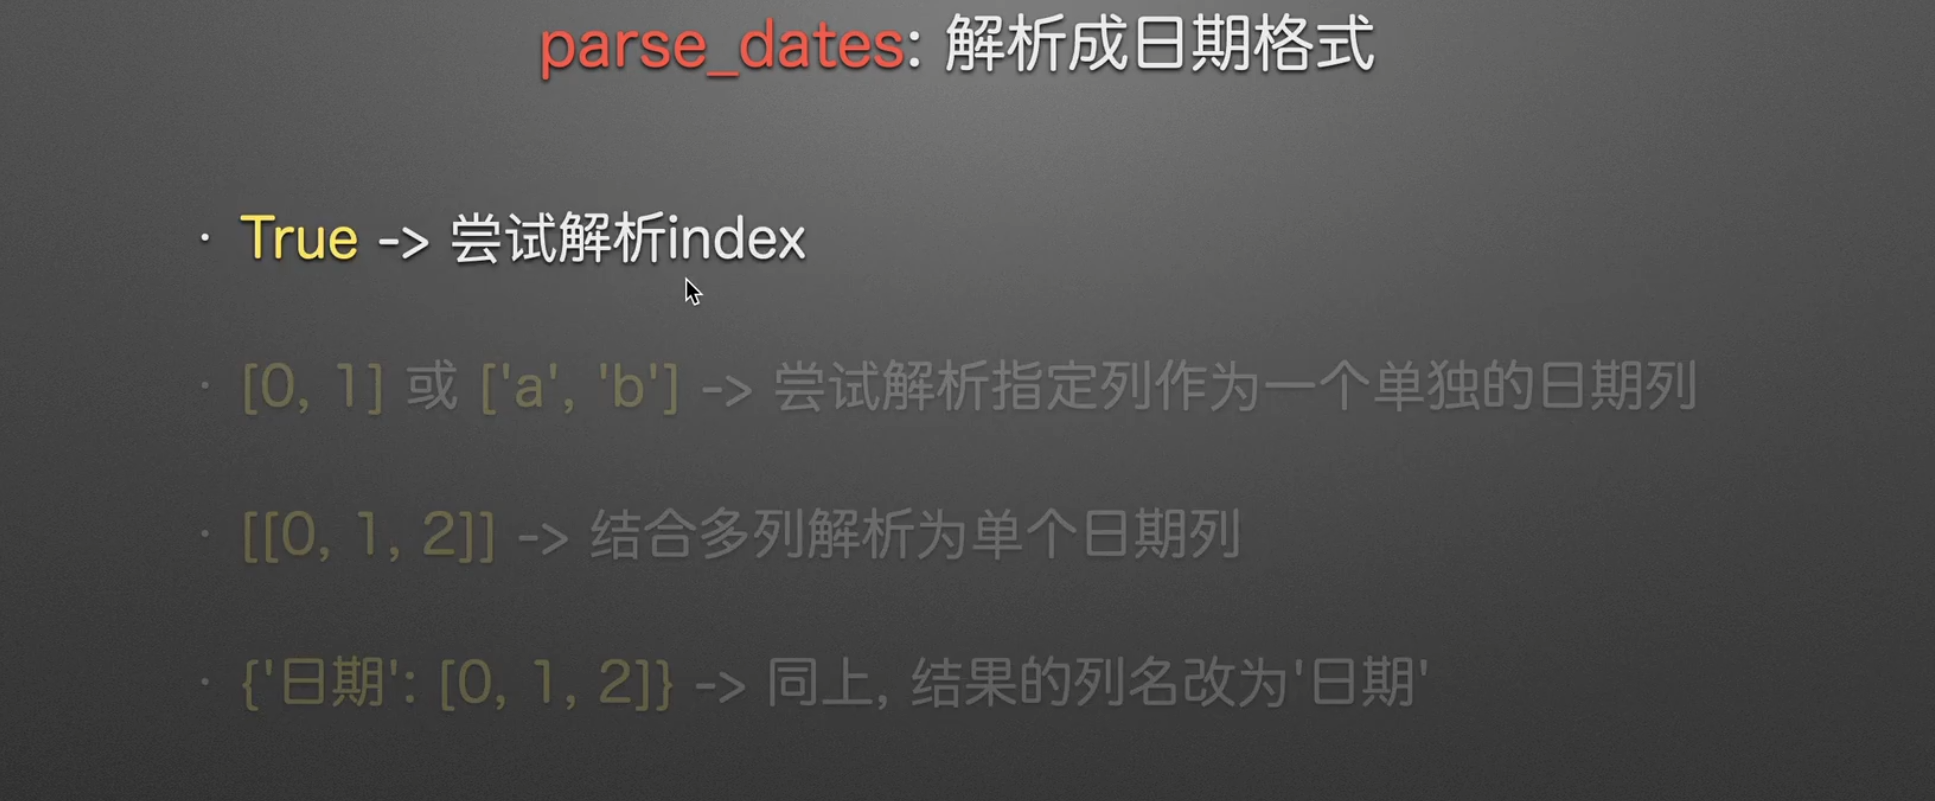 parse_dates: 解析成日期格式
· True -> 尝试解析index
· [0, 1] 或 ['a', 'b'] -> 尝试解析指定列作为一个单独的日期列
· [[0, 1, 2]] -> 结合多列解析为单个日期列
· {'日期': [0, 1, 2]} -> 同上, 结果的列名改为'日期'